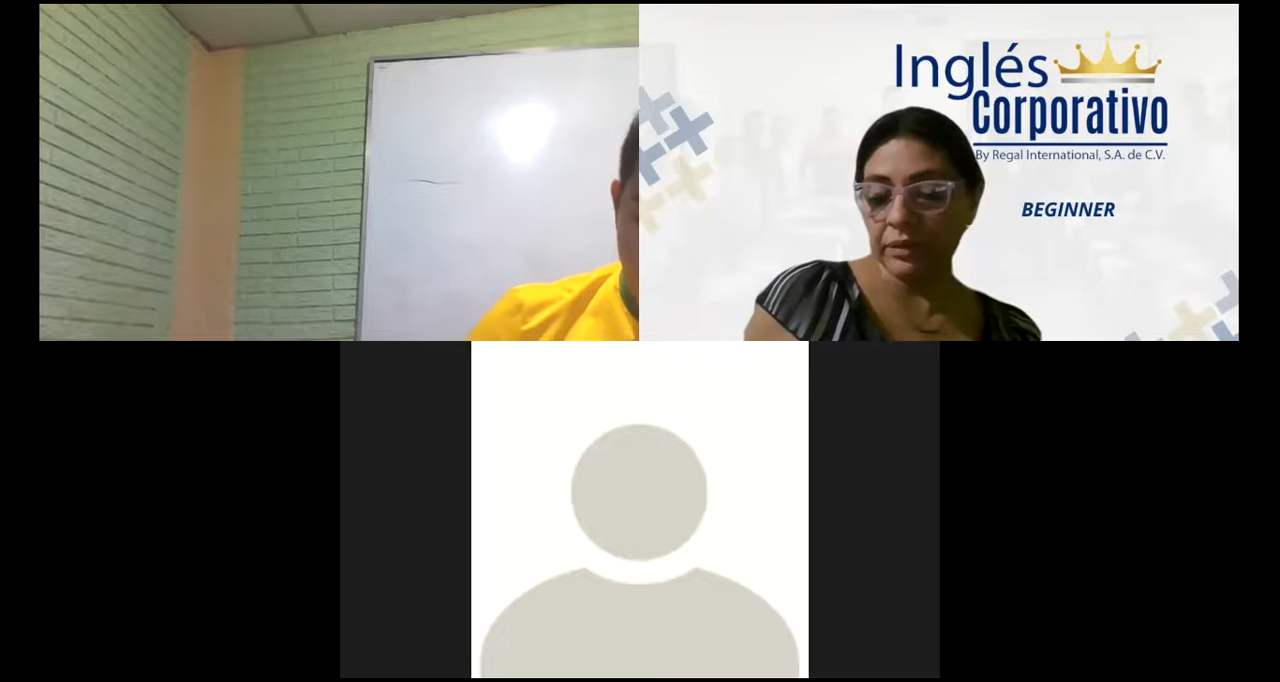 Inglés
Corporativo
By Regal International, S.A. de C.V.
BEGINNER